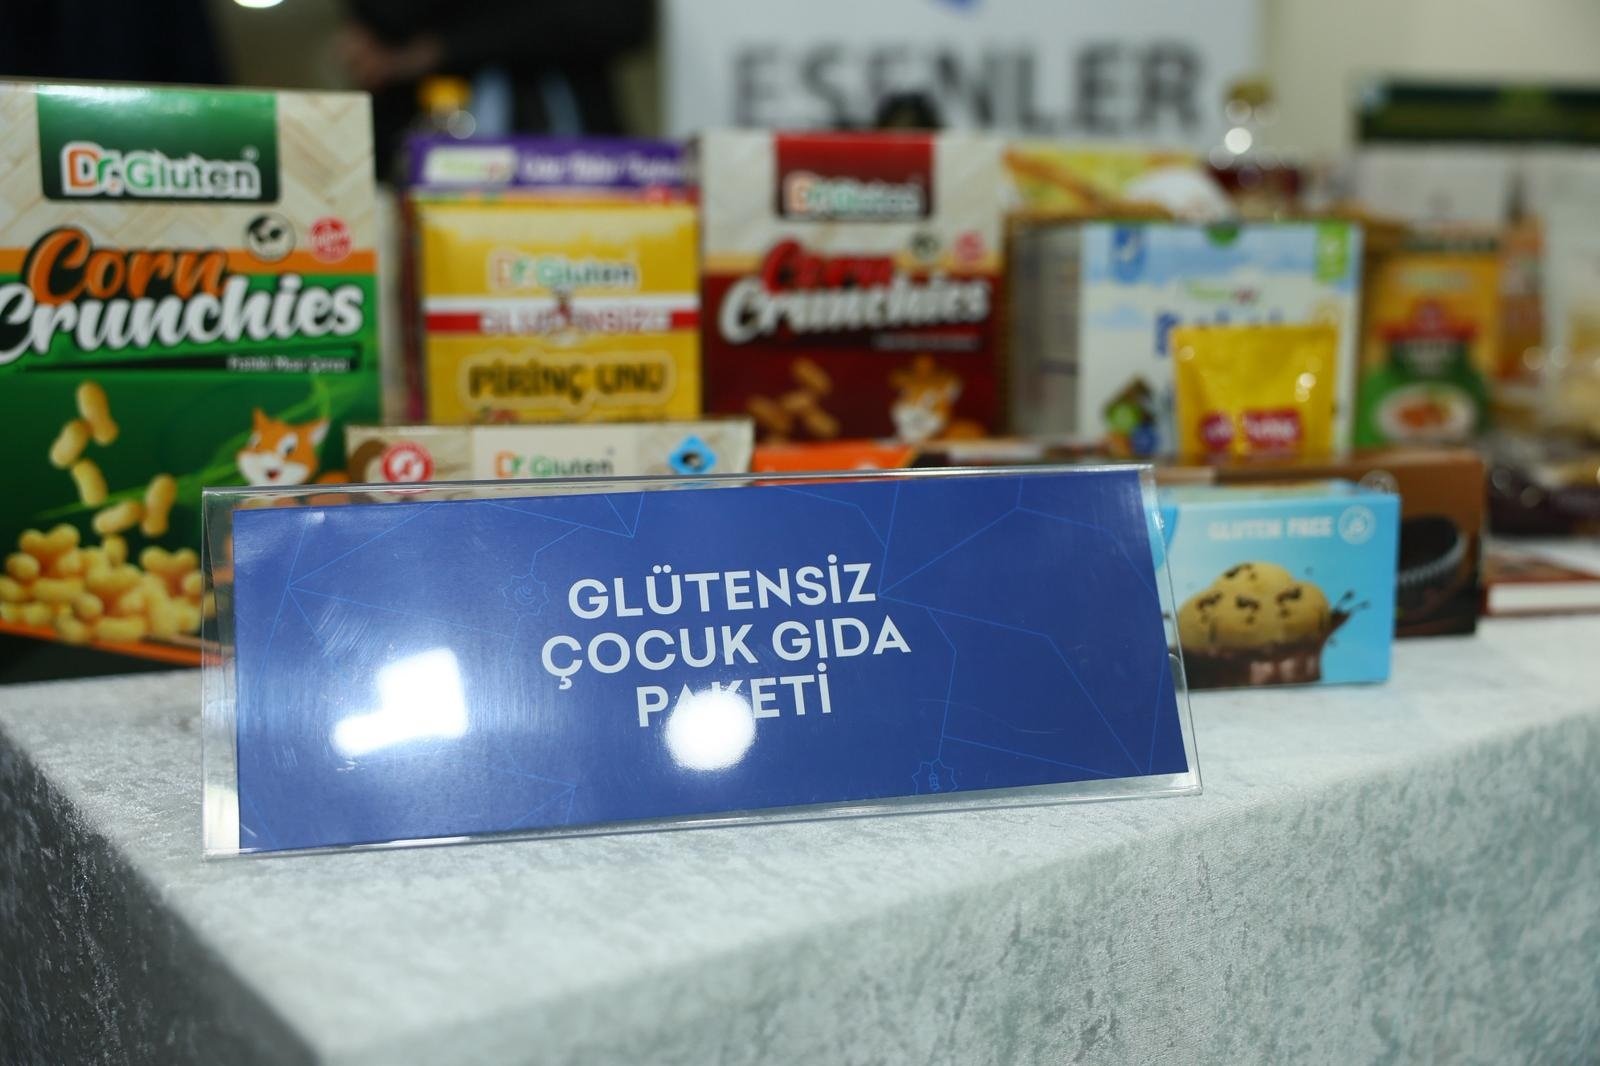 ESENLER
Dr. Gluten
Corn
Crunchies
Dr. Gluten
GLUTENSİZ
PİRİNÇ UNU
Dr. Gluten
Corn
Crunchies
Dr. Gluten
GLUTEN FREE
GLÜTENSİZ
ÇOCUK GIDA
PAKETİ